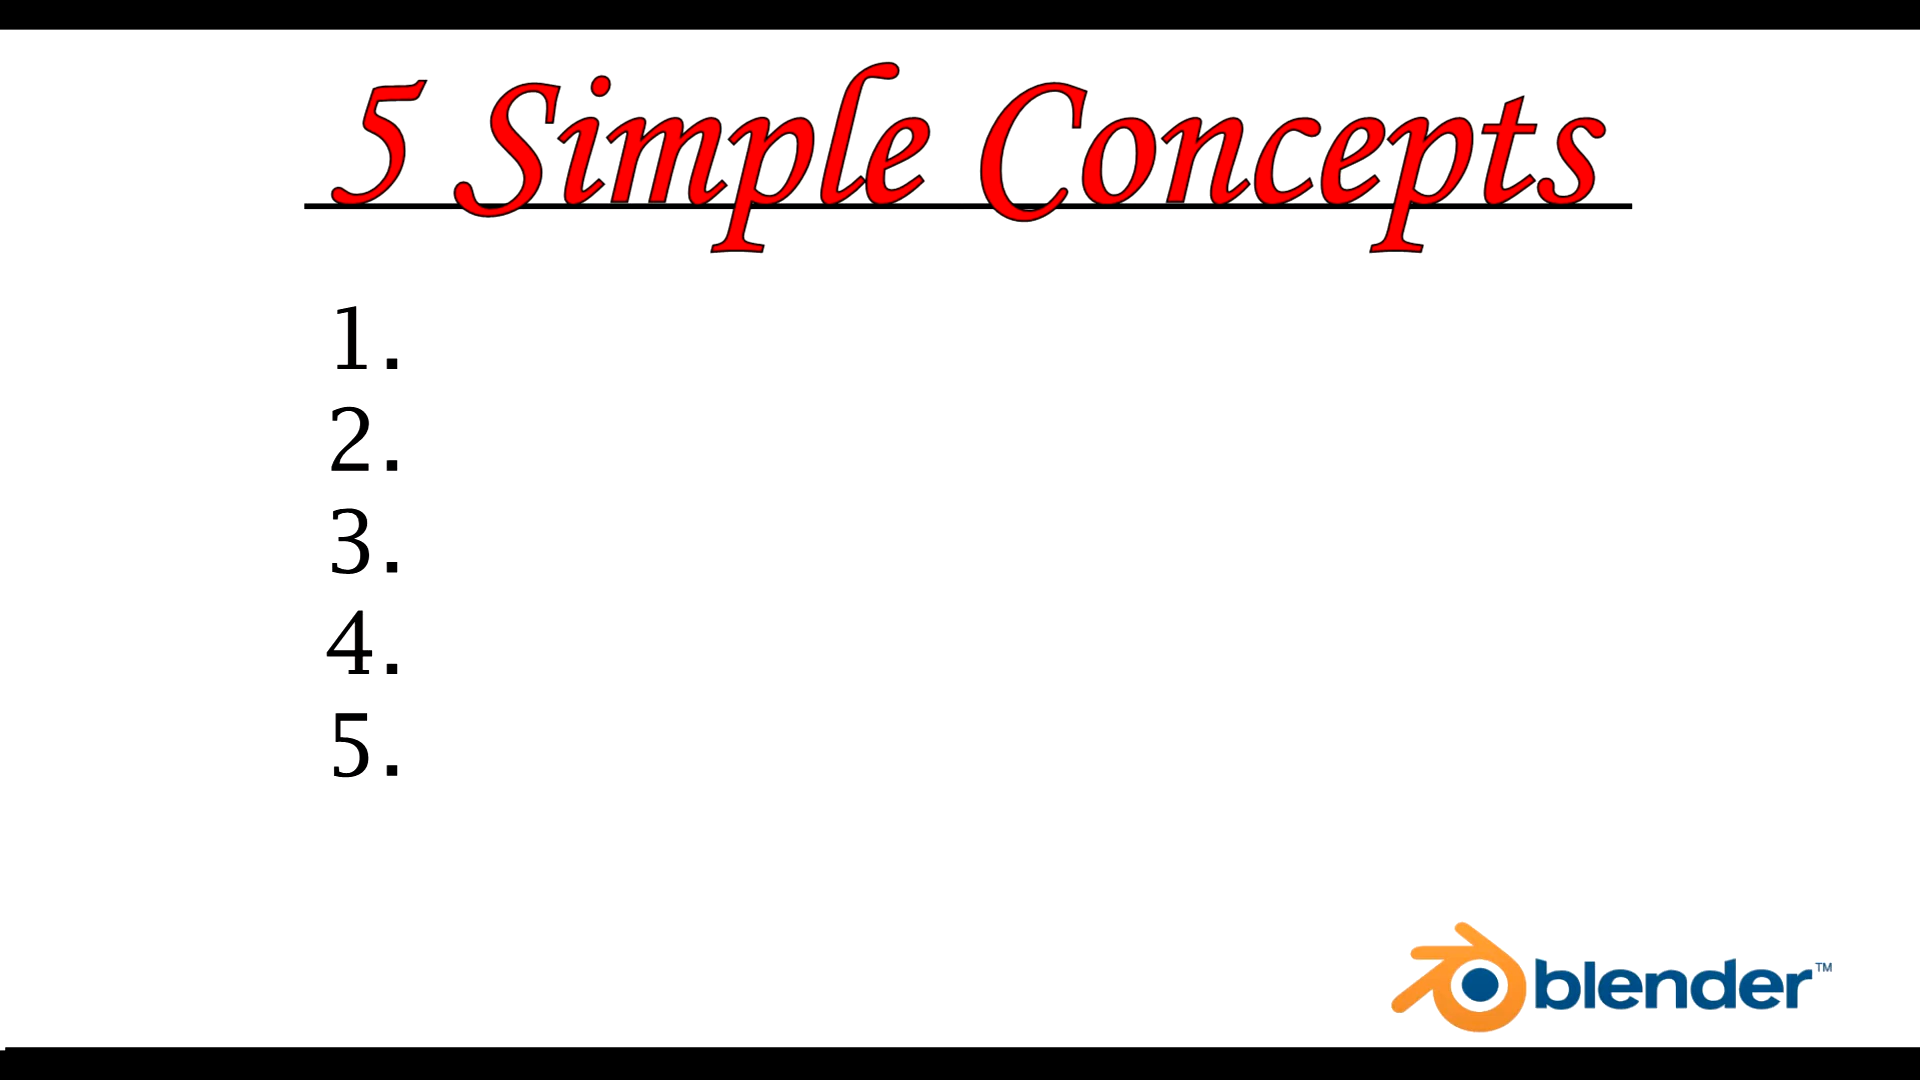 5 Simple Concepts
1.
2.
3.
4.
5.
blender™